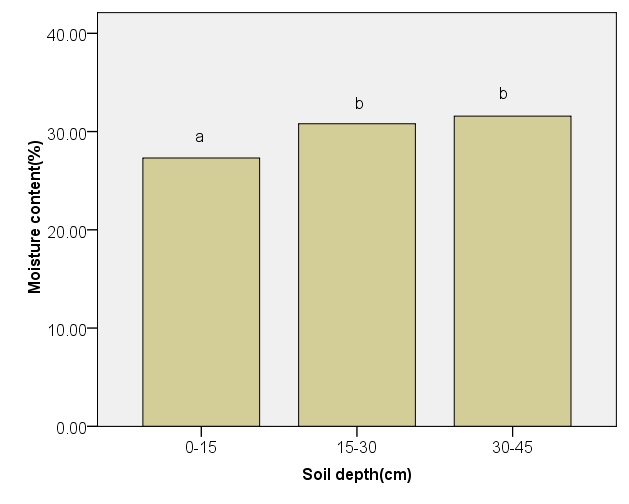 40.00
30.00
20.00
10.00
0.00
Moisture content(%)
a
b
b
0-15
15-30
30-45
Soil depth(cm)